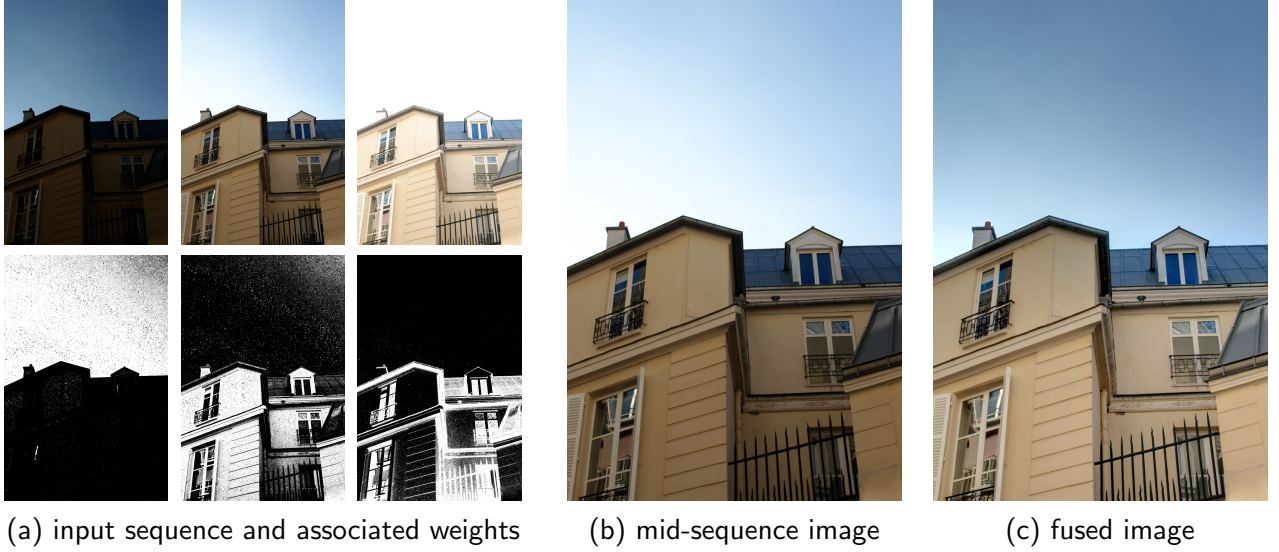 (a) input sequence and associated weights
(b) mid-sequence image
(c) fused image